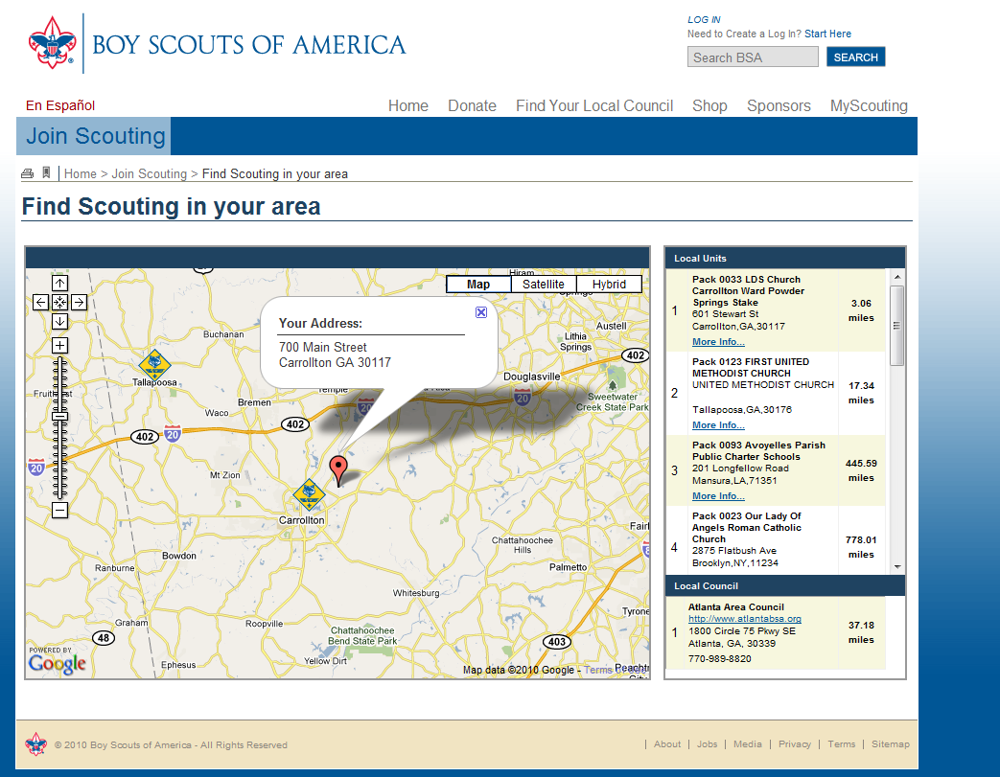 LOG IN
Need to Create a Log In? Start Here
BOY SCOUTS OF AMERICA
Search BSA
SEARCH
En Español
Home Donate Find Your Local Council Shop Sponsors MyScouting
Join Scouting
Home > Join Scouting > Find Scouting in your area
Find Scouting in your area
Map Satellite Hybrid
Hiram
Springs
Your Address:
700 Main Street
Carrollton GA 30117
Buchanan
Austell
Lithia
Springs
402
Tallapoosa
Douglasville
Temple
Bremen
20
20
Sweetwater
Creek State Park
Waco
402
402
20
20
Mt Zion
Carrollton
Chattahoochee
Hills
Bowdon
Ranburne
Palmetto
Whitesburg
Graham
Roopville
48
Chattahoochee
Bend State Park
403
Yellow Dirt
Ephesus
POWERED BY
Google
Map data ©2010 Google - Terms of Use
Local Units
1
Pack 0033 LDS Church
Carrollton Ward Powder
Springs Stake
601 Stewart St
Carrollton,GA,30117
More Info...
3.06
miles
2
Pack 0123 FIRST UNITED
METHODIST CHURCH
UNITED METHODIST CHURCH
Tallapoosa,GA,30176
More Info...
17.34
miles
3
Pack 0093 Avoyelles Parish
Public Charter Schools
201 Longfellow Road
Mansura,LA,71351
More Info...
445.59
miles
4
Pack 0023 Our Lady Of
Angels Roman Catholic
Church
2875 Flatbush Ave
Brooklyn,NY,11234
778.01
miles
Local Council
1
Atlanta Area Council
http://www.atlantabsa.org
1800 Circle 75 Pkwy SE
Atlanta, GA, 30339
770-989-8820
37.18
miles
© 2010 Boy Scouts of America - All Rights Reserved
| About | Jobs | Media | Privacy | Terms | Sitemap